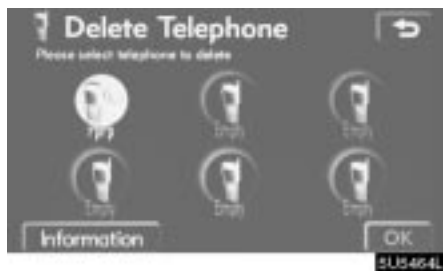 Delete Telephone
Please select telephone to delete
Empty Empty
Empty Empty Empty
Information OK
5U5464L